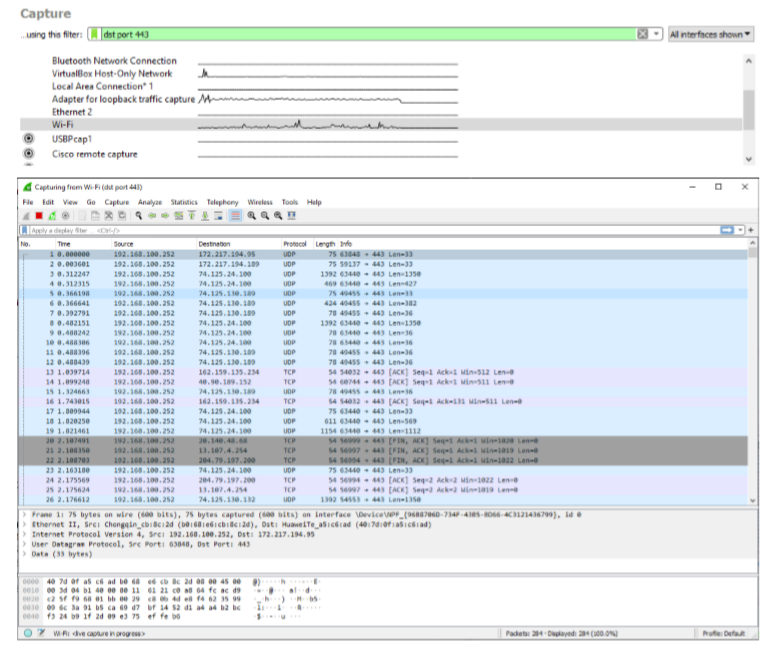 Capture
...using this filter: dst port 443 All interfaces shown
Bluetooth Network Connection
VirtualBox Host-Only Network
Local Area Connection* 1
Adapter for loopback traffic capture
Ethernet 2
Wi-Fi
USBPcap1
Cisco remote capture
Capturing from Wi-Fi (dst port 443)
File Edit View Go Capture Analyze Statistics Telephony Wireless Tools Help
Apply a display filter ... <Ctrl-/>
No. Time Source Destination Protocol Length Info
1 0.000000 192.168.100.252 172.217.194.95 UDP 75 63848 → 443 Len=33
2 0.003601 192.168.100.252 172.217.194.189 UDP 75 59137 → 443 Len=33
3 0.312247 192.168.100.252 74.125.24.100 UDP 1392 63440 → 443 Len=1350
4 0.312315 192.168.100.252 74.125.24.100 UDP 469 63440 → 443 Len=427
5 0.366198 192.168.100.252 74.125.130.189 UDP 75 49455 → 443 Len=33
6 0.366641 192.168.100.252 74.125.130.189 UDP 424 49455 → 443 Len=382
7 0.392791 192.168.100.252 74.125.130.189 UDP 78 49455 → 443 Len=36
8 0.482151 192.168.100.252 74.125.24.100 UDP 1392 63440 → 443 Len=1350
9 0.488242 192.168.100.252 74.125.24.100 UDP 78 63440 → 443 Len=36
10 0.488306 192.168.100.252 74.125.24.100 UDP 78 63440 → 443 Len=36
11 0.488396 192.168.100.252 74.125.130.189 UDP 78 49455 → 443 Len=36
12 0.488439 192.168.100.252 74.125.130.189 UDP 78 49455 → 443 Len=36
13 1.039714 192.168.100.252 162.159.135.234 TCP 54 54032 → 443 [ACK] Seq=1 Ack=1 Win=512 Len=0
14 1.099248 192.168.100.252 40.90.189.152 TCP 54 60744 → 443 [ACK] Seq=1 Ack=1 Win=511 Len=0
15 1.324663 192.168.100.252 74.125.130.189 UDP 78 49455 → 443 Len=36
16 1.743015 192.168.100.252 162.159.135.234 TCP 54 54032 → 443 [ACK] Seq=1 Ack=131 Win=511 Len=0
17 1.809944 192.168.100.252 74.125.24.100 UDP 75 63440 → 443 Len=33
18 1.820250 192.168.100.252 74.125.24.100 UDP 611 63440 → 443 Len=569
19 1.821461 192.168.100.252 74.125.24.100 UDP 1154 63440 → 443 Len=1112
20 2.107491 192.168.100.252 20.140.48.68 TCP 54 56999 → 443 [FIN, ACK] Seq=1 Ack=1 Win=1020 Len=0
21 2.108350 192.168.100.252 13.107.4.254 TCP 54 56997 → 443 [FIN, ACK] Seq=1 Ack=1 Win=1019 Len=0
22 2.108703 192.168.100.252 204.79.197.200 TCP 54 56994 → 443 [FIN, ACK] Seq=1 Ack=1 Win=1022 Len=0
23 2.163180 192.168.100.252 74.125.24.100 UDP 75 63440 → 443 Len=33
24 2.175569 192.168.100.252 204.79.197.200 TCP 54 56994 → 443 [ACK] Seq=2 Ack=2 Win=1022 Len=0
25 2.175624 192.168.100.252 13.107.4.254 TCP 54 56997 → 443 [ACK] Seq=2 Ack=2 Win=1019 Len=0
26 2.176612 192.168.100.252 74.125.130.132 UDP 1392 54553 → 443 Len=1350
Frame 1: 75 bytes on wire (600 bits), 75 bytes captured (600 bits) on interface \Device\NPF_{9688706D-734F-4385-8D66-4C3121436799}, id 0
Ethernet II, Src: Chongqin_cb:8c:2d (b0:68:e6:cb:8c:2d), Dst: HuaweiTe_a5:c6:ad (40:7d:0f:a5:c6:ad)
Internet Protocol Version 4, Src: 192.168.100.252, Dst: 172.217.194.95
User Datagram Protocol, Src Port: 63848, Dst Port: 443
Data (33 bytes)
0000 40 7d 0f a5 c6 ad b0 68 e6 cb 8c 2d 08 00 45 00
0010 00 3d 04 b1 40 00 80 11 61 21 c0 a8 64 fc ac d9
0020 c2 5f f9 68 01 bb 00 29 c8 0b 4d e8 f4 62 35 99
0030 09 6c 3a 91 b5 ca 69 d7 bf 14 52 d1 a4 a4 b2 bc
0040 f3 24 b9 1f 2d 09 e3 75 ef fe b6
Wi-Fi: <live capture in progress> Packets: 284 · Displayed: 284 (100.0%) Profile: Default